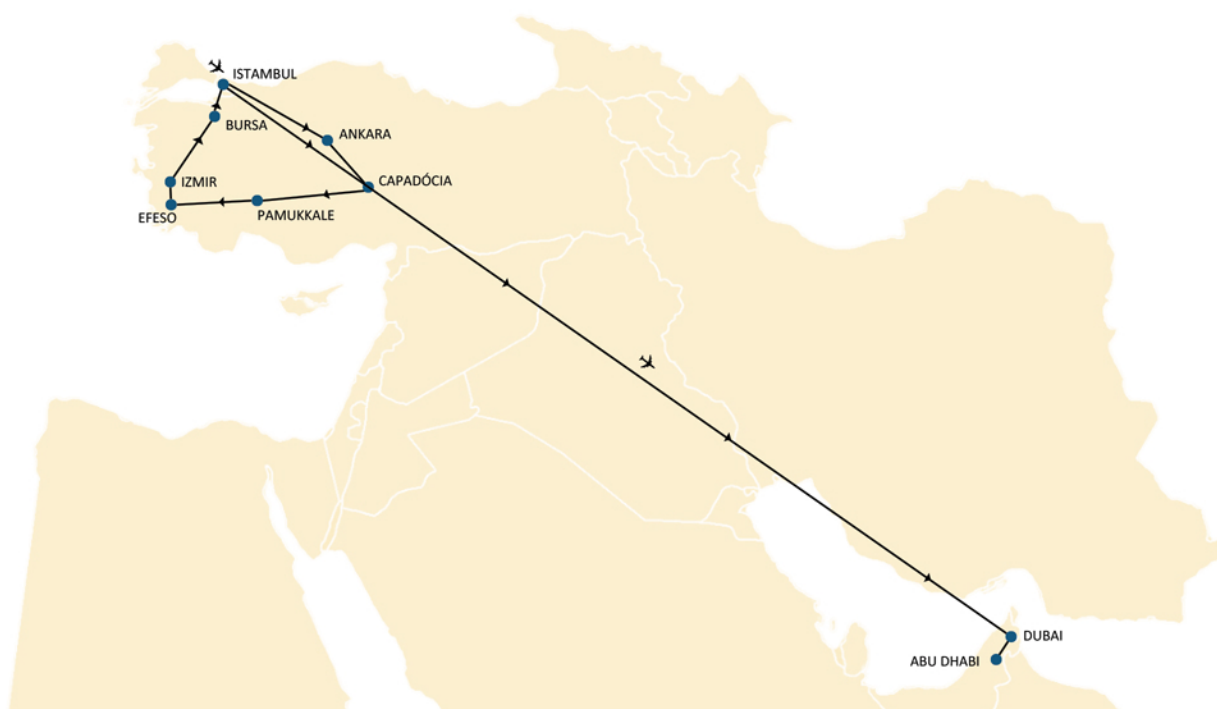 ISTAMBUL
BURSA
ANKARA
IZMIR
CAPADÓCIA
EFESO
PAMUKKALE
DUBAI
ABU DHABI